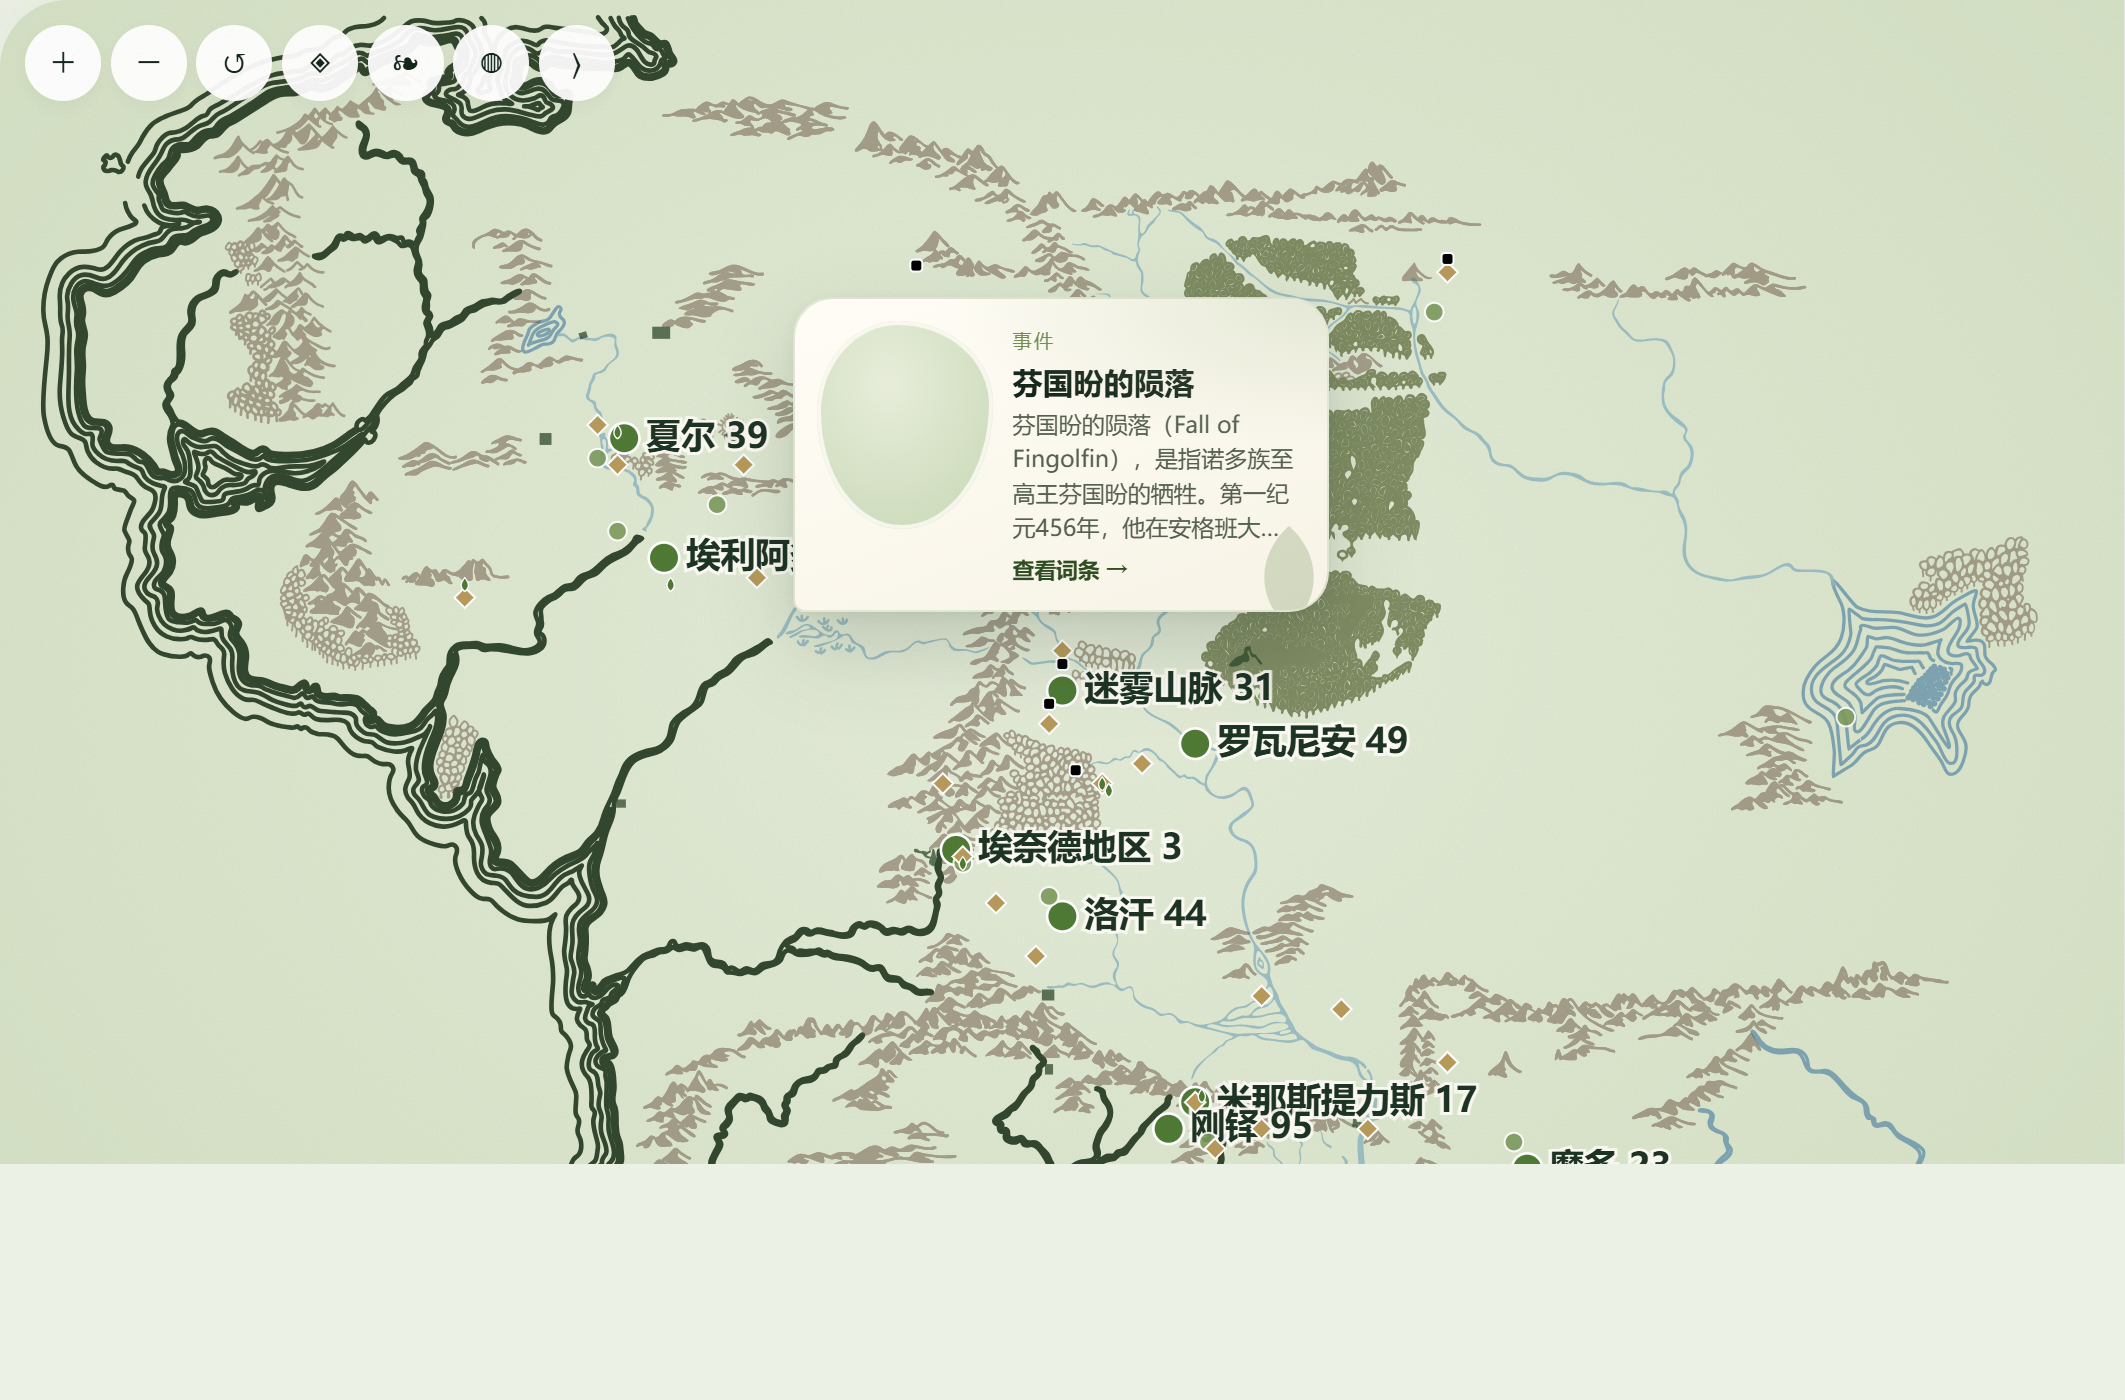 夏尔 39
事件
芬国昐的陨落
芬国昐的陨落（Fall of
Fingolfin），是指诺多族至
高王芬国昐的牺牲。第一纪
元456年，他在安格班大...
查看词条 →
埃利阿
迷雾山脉 31
罗瓦尼安 49
埃奈德地区 3
洛汗 44
米那斯提力斯 17
刚铎 95
摩多 23